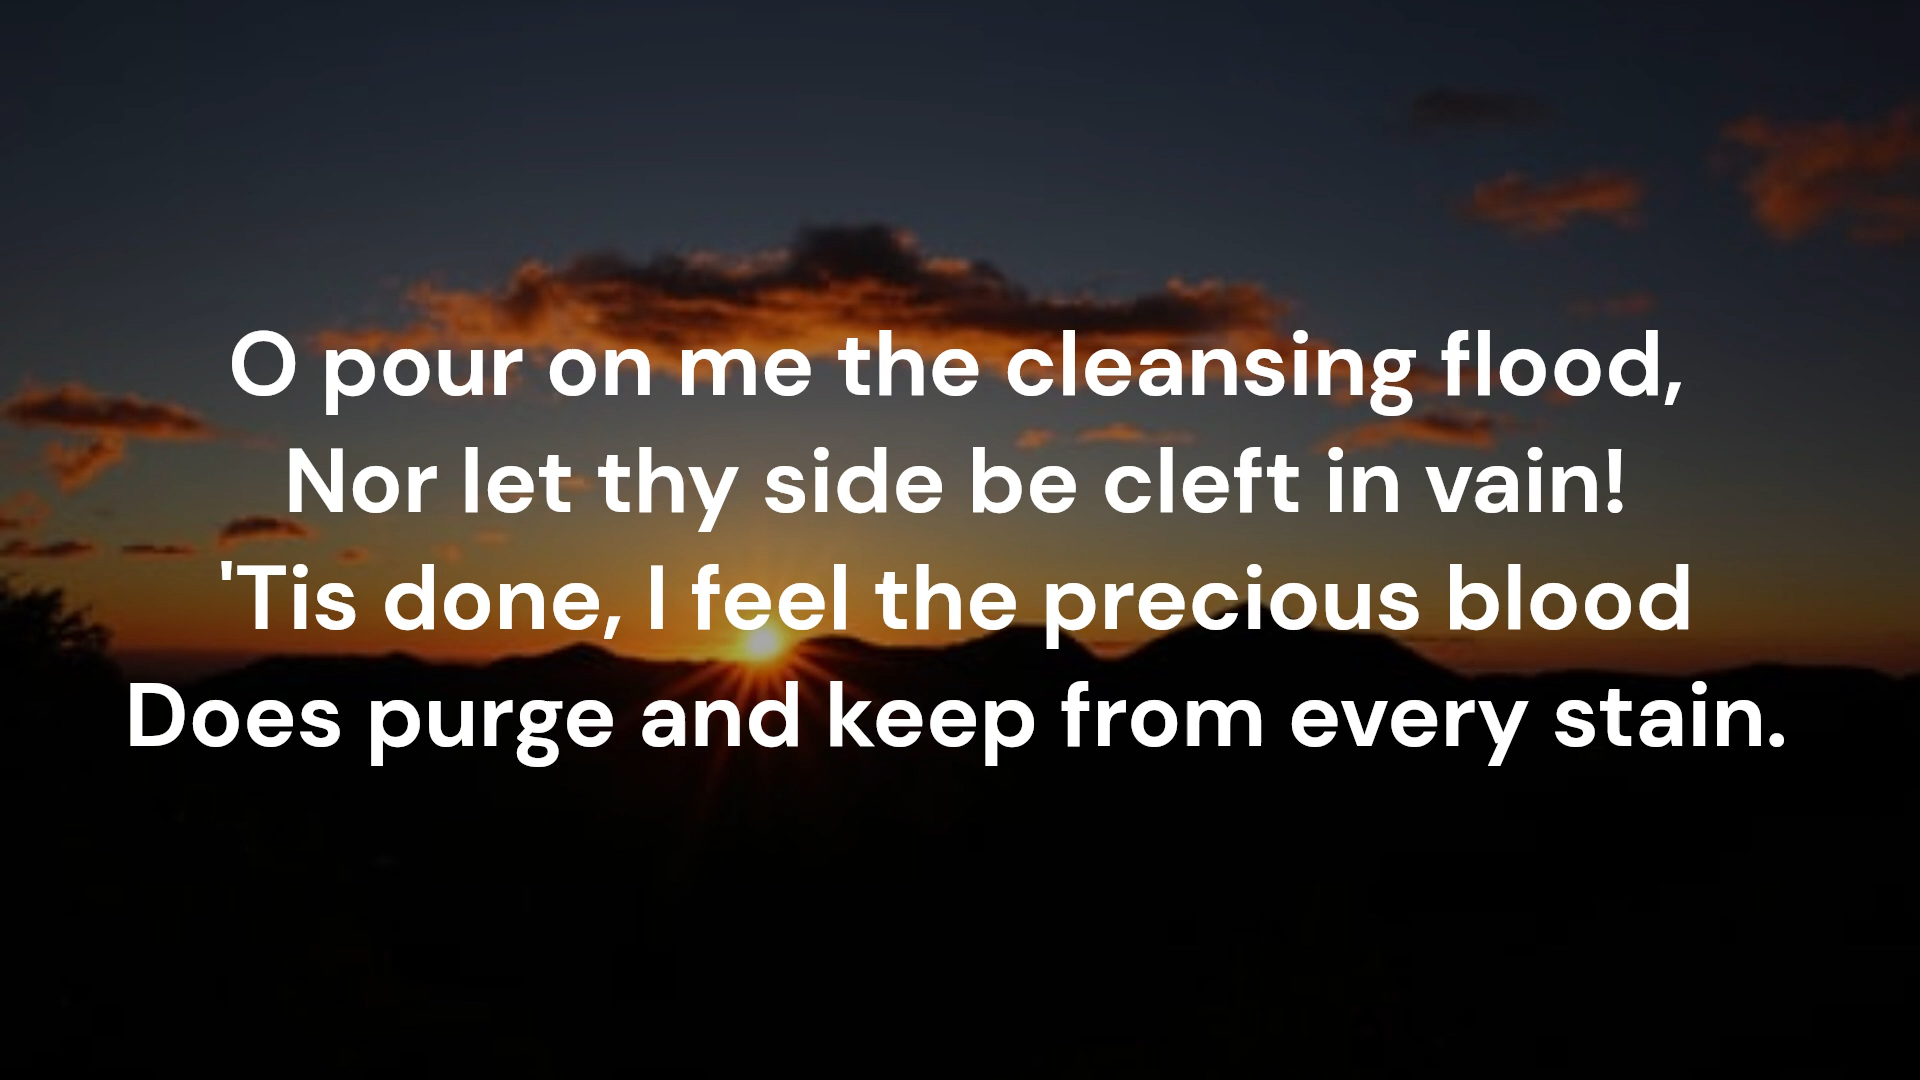 O pour on me the cleansing flood,
Nor let thy side be cleft in vain!
'Tis done, I feel the precious blood
Does purge and keep from every stain.